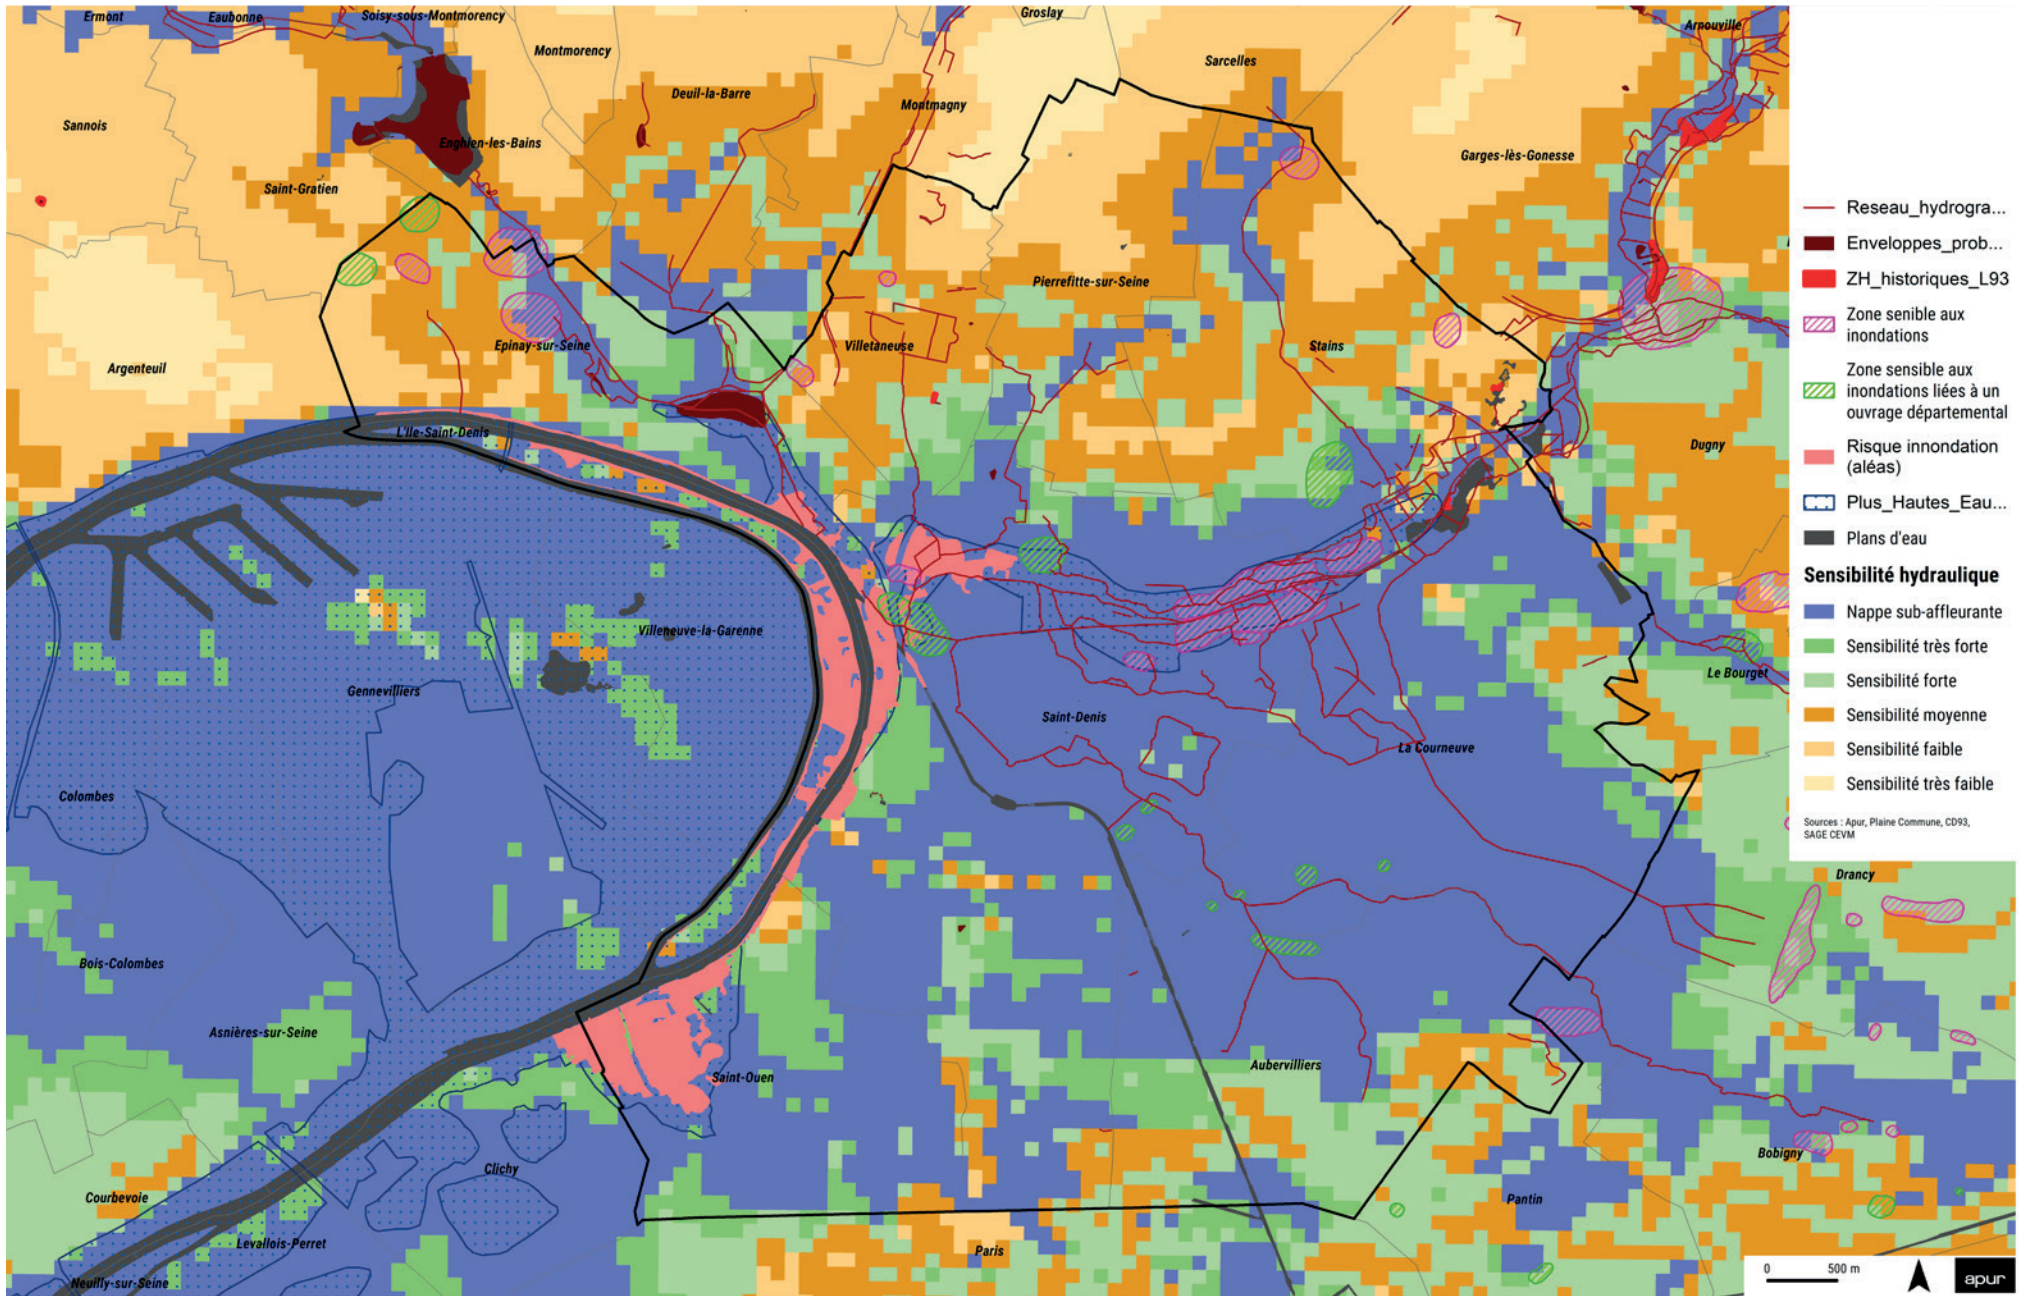 Ermont
Eaubonne
Soisy-sous-Montmorency
Groslay
Arnouville
Montmorency
Sarcelles
Deuil-la-Barre
Montmagny
Sannois
Enghien-les-Bains
Garges-lès-Gonesse
Saint-Gratien
Pierrefitte-sur-Seine
Epinay-sur-Seine
Villetaneuse
Stains
Argenteuil
L'Ile-Saint-Denis
Dugny
Villeneuve-la-Garenne
Le Bourget
Gennevilliers
Saint-Denis
La Courneuve
Colombes
Drancy
Bois-Colombes
Asnières-sur-Seine
Saint-Ouen
Aubervilliers
Bobigny
Clichy
Courbevoie
Pantin
Levallois-Perret
Paris
Neuilly-sur-Seine
Reseau_hydrogra...
Enveloppes_prob...
ZH_historiques_L93
Zone senible aux
inondations
Zone sensible aux
inondations liées à un
ouvrage départemental
Risque innondation
(aléas)
Plus_Hautes_Eau...
Plans d'eau
Sensibilité hydraulique
Nappe sub-affleurante
Sensibilité très forte
Sensibilité forte
Sensibilité moyenne
Sensibilité faible
Sensibilité très faible
Sources : Apur, Plaine Commune, CD93,
SAGE CEVM
0 500 m
apur